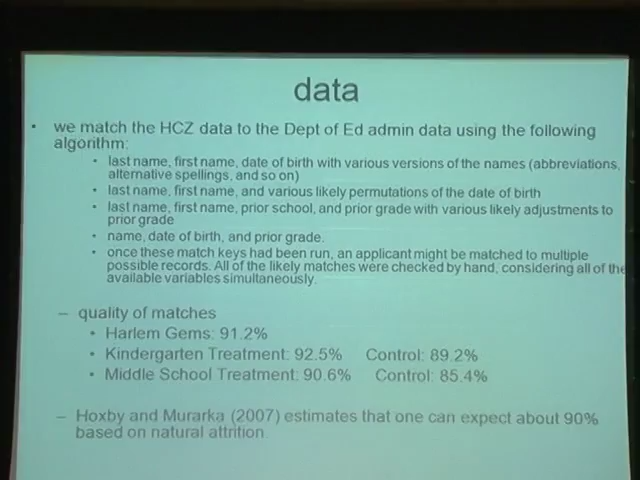 data
• we match the HCZ data to the Dept of Ed admin data using the following
algorithm:
• last name, first name, date of birth with various versions of the names (abbreviations,
alternative spellings, and so on)
• last name, first name, and various likely permutations of the date of birth
• last name, first name, prior school, and prior grade with various likely adjustments to
prior grade
• name, date of birth, and prior grade.
• once these match keys had been run, an applicant might be matched to multiple
possible records. All of the likely matches were checked by hand, considering all of the
available variables simultaneously.
– quality of matches
• Harlem Gems: 91.2%
• Kindergarten Treatment: 92.5% Control: 89.2%
• Middle School Treatment: 90.6% Control: 85.4%
– Hoxby and Murarka (2007) estimates that one can expect about 90%
based on natural attrition.